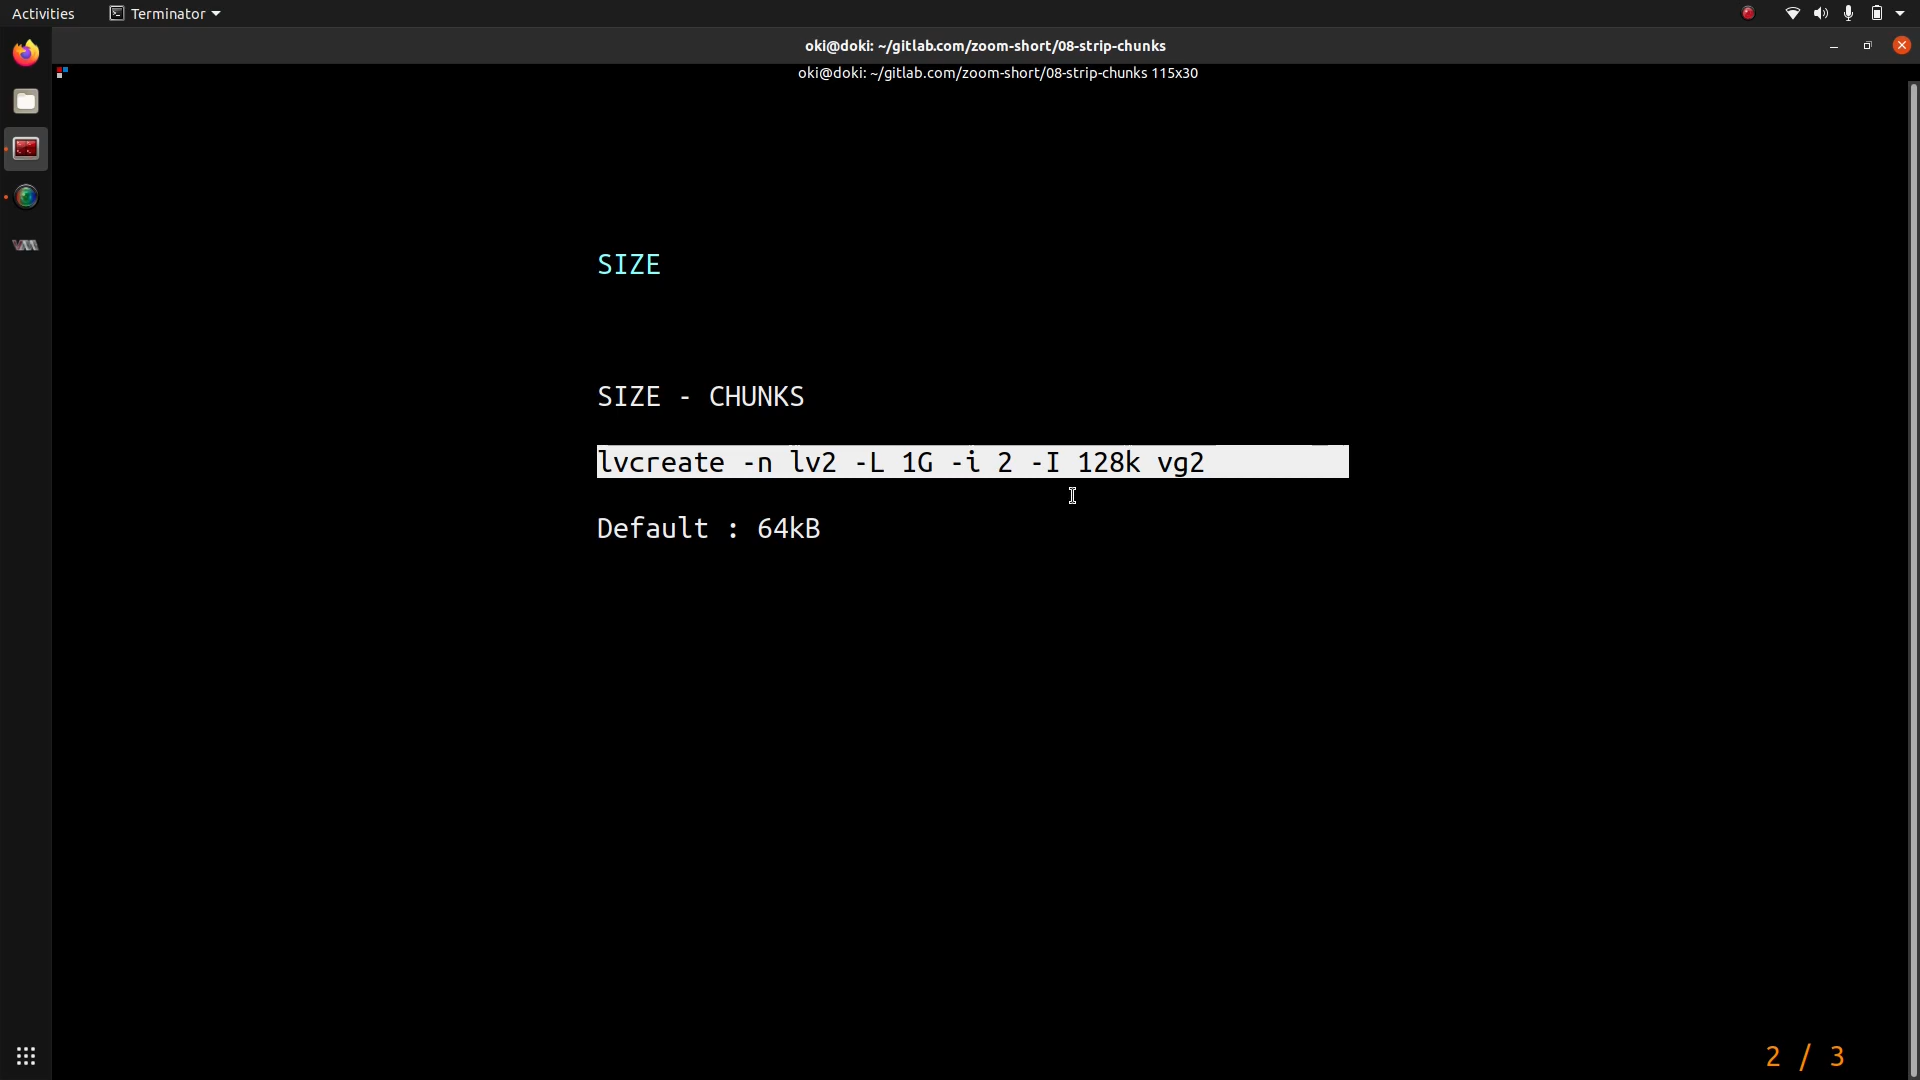 Activities
Terminator
oki@doki: ~/gitlab.com/zoom-short/08-strip-chunks
oki@doki: ~/gitlab.com/zoom-short/08-strip-chunks 115x30
SIZE
SIZE - CHUNKS
lvcreate -n lv2 -L 1G -i 2 -I 128k vg2
Default : 64kB
2 / 3